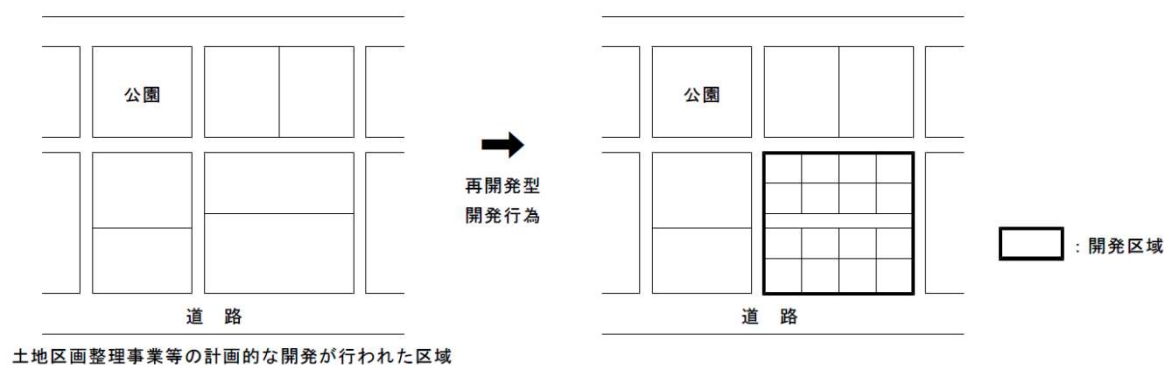 公園
公園
再開発型
開発行為
:開発区域
道 路
道 路
土地区画整理事業等の計画的な開発が行われた区域